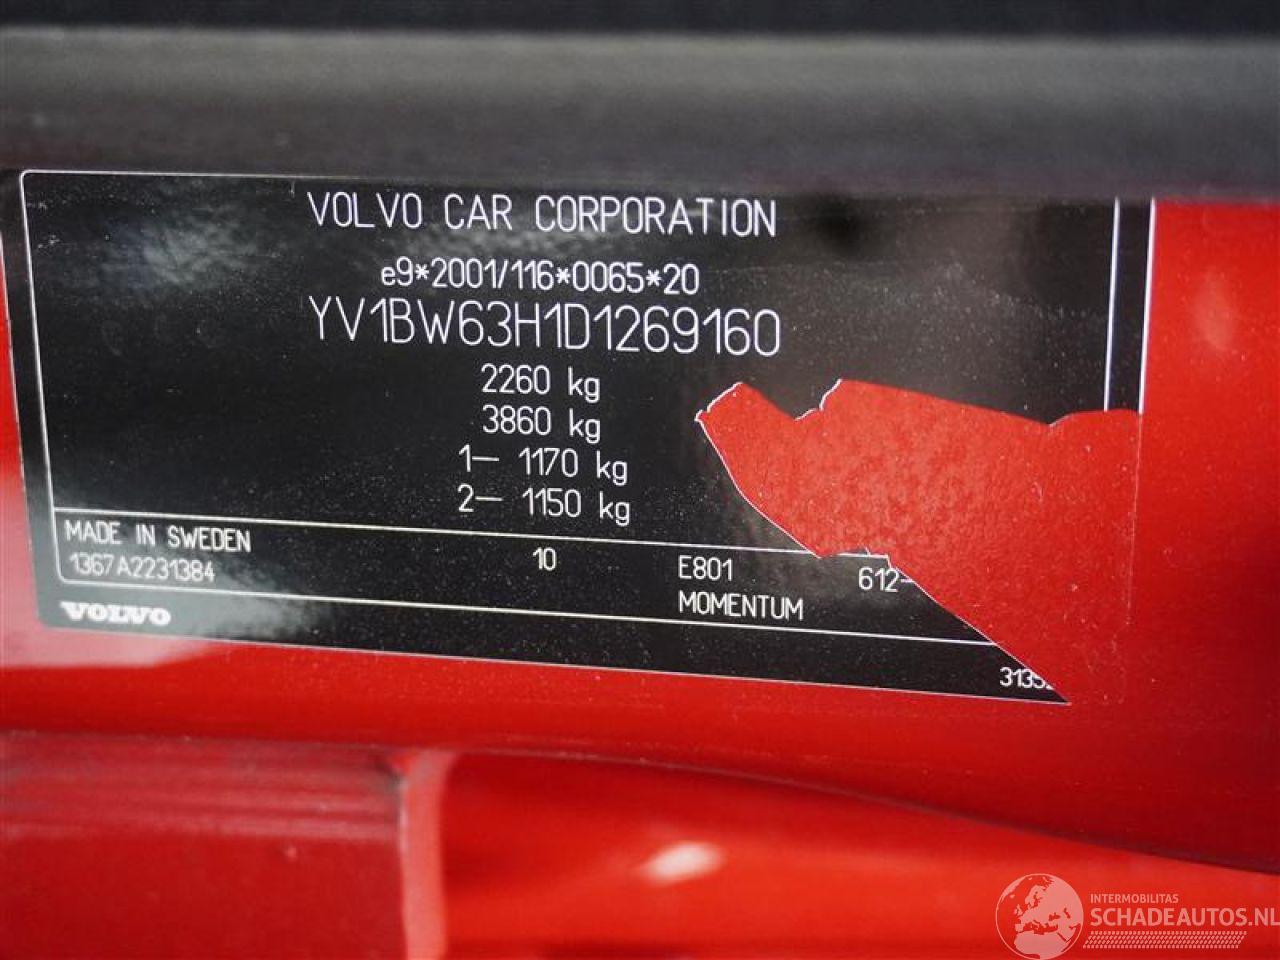 VOLVO CAR CORPORATION
e9*2001/116*0065*20
YV1BW63H1D1269160
2260 kg
3860 kg
1– 1170 kg
2– 1150 kg
MADE IN SWEDEN
1367A2231384
10
E801
612-
MOMENTUM
VOLVO
3135
INTERMOBILITAS
SCHADEAUTOS.NL